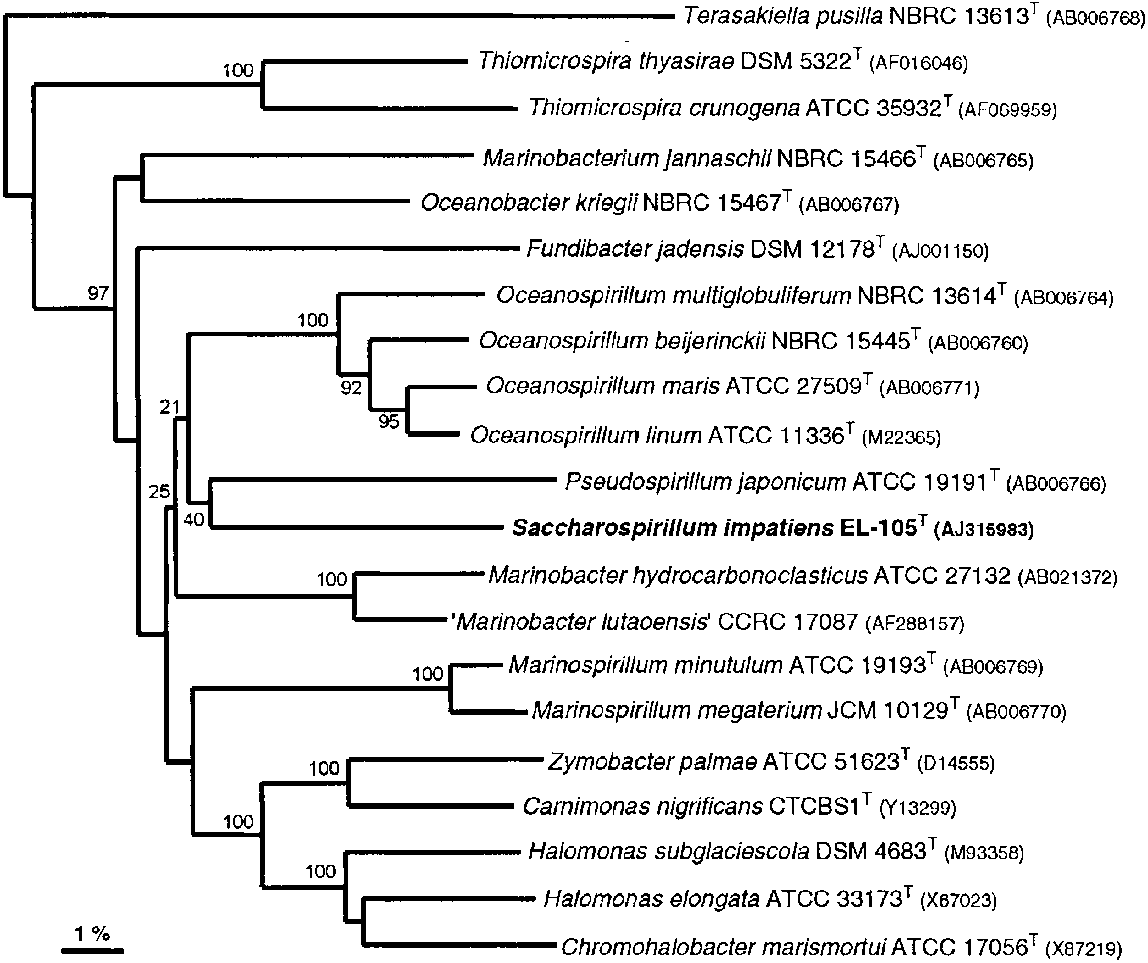 Terasakiella pusilla NBRC 13613T (AB006768)
Thiomicrospira thyasirae DSM 5322T (AF016046)
100
Thiomicrospira crunogena ATCC 35932T (AF069959)
Marinobacterium jannaschii NBRC 15466T (AB006765)
Oceanobacter kriegii NBRC 15467T (AB006767)
Fundibacter jadensis DSM 12178T (AJ001150)
97
Oceanospirillum multiglobuliferum NBRC 13614T (AB006764)
100
Oceanospirillum beijerinckii NBRC 15445T (AB006760)
92
Oceanospirillum maris ATCC 27509T (AB006771)
21
95
Oceanospirillum linum ATCC 11336T (M22365)
Pseudospirillum japonicum ATCC 19191T (AB006766)
25
40
Saccharospirillum impatiens EL-105T (AJ315983)
Marinobacter hydrocarbonoclasticus ATCC 27132 (AB021372)
100
'Marinobacter lutaoensis' CCRC 17087 (AF288157)
Marinospirillum minutulum ATCC 19193T (AB006769)
100
Marinospirillum megaterium JCM 10129T (AB006770)
Zymobacter palmae ATCC 51623T (D14555)
100
Carnimonas nigrificans CTCBS1T (Y13299)
100
Halomonas subglaciescola DSM 4683T (M93358)
100
Halomonas elongata ATCC 33173T (X67023)
1 %
Chromohalobacter marismortui ATCC 17056T (X87219)